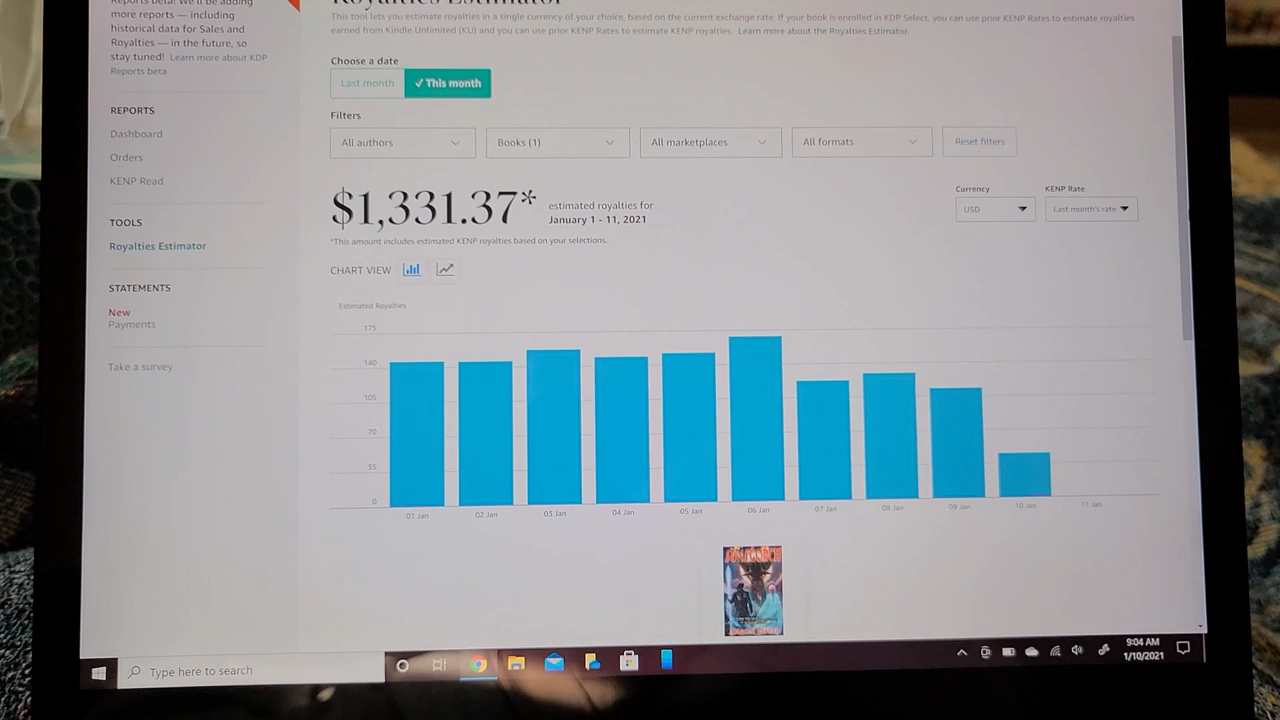 Reports beta! We'll be adding
more reports — including
historical data for Sales and
Royalties — in the future, so
stay tuned! Learn more about KDP
Reports beta
REPORTS
Dashboard
Orders
KENP Read
TOOLS
Royalties Estimator
STATEMENTS
New
Payments
Take a survey
Royalties Estimator
This tool lets you estimate royalties in a single currency of your choice, based on the current exchange rate. If your book is enrolled in KDP Select, you can use prior KENP Rates to estimate royalties
earned from Kindle Unlimited (KU) and you can use prior KENP Rates to estimate KENP royalties. Learn more about the Royalties Estimator.
Choose a date
Last month ✓ This month
Filters
All authors Books (1) All marketplaces All formats Reset filters
$1,331.37* estimated royalties for
January 1 - 11, 2021
*This amount includes estimated KENP royalties based on your selections.
Currency KENP Rate
USD Last month's rate
CHART VIEW
Estimated Royalties
175
140
105
70
35
0
01 Jan 02 Jan 03 Jan 04 Jan 05 Jan 06 Jan 07 Jan 08 Jan 09 Jan 10 Jan 11 Jan
Type here to search
9:04 AM
1/10/2021